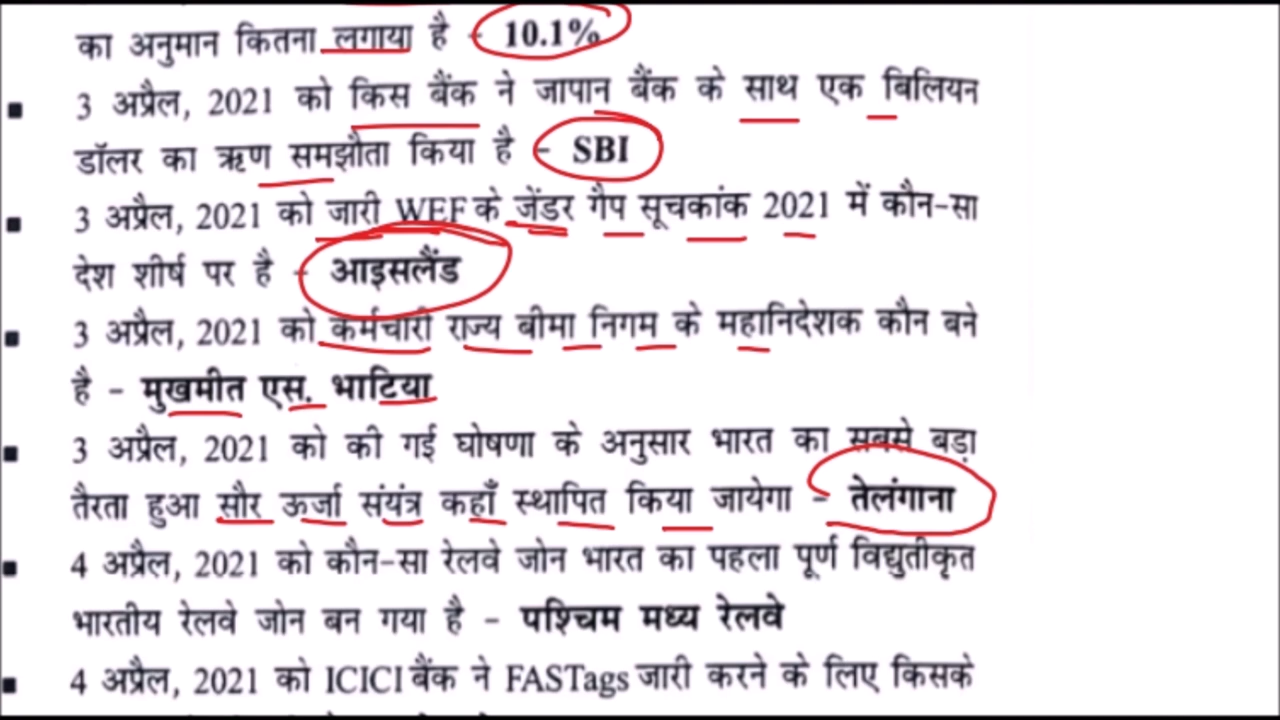 का अनुमान कितना लगाया है - 10.1%
▪ 3 अप्रैल, 2021 को किस बैंक ने जापान बैंक के साथ एक बिलियन
डॉलर का ऋण समझौता किया है - SBI
▪ 3 अप्रैल, 2021 को जारी WEF के जेंडर गैप सूचकांक 2021 में कौन-सा
देश शीर्ष पर है - आइसलैंड
▪ 3 अप्रैल, 2021 को कर्मचारी राज्य बीमा निगम के महानिदेशक कौन बने
है - मुखमीत एस. भाटिया
▪ 3 अप्रैल, 2021 को की गई घोषणा के अनुसार भारत का सबसे बड़ा
तैरता हुआ सौर ऊर्जा संयंत्र कहाँ स्थापित किया जायेगा - तेलंगाना
▪ 4 अप्रैल, 2021 को कौन-सा रेलवे जोन भारत का पहला पूर्ण विद्युतीकृत
भारतीय रेलवे जोन बन गया है - पश्चिम मध्य रेलवे
▪ 4 अप्रैल, 2021 को ICICI बैंक ने FASTags जारी करने के लिए किसके